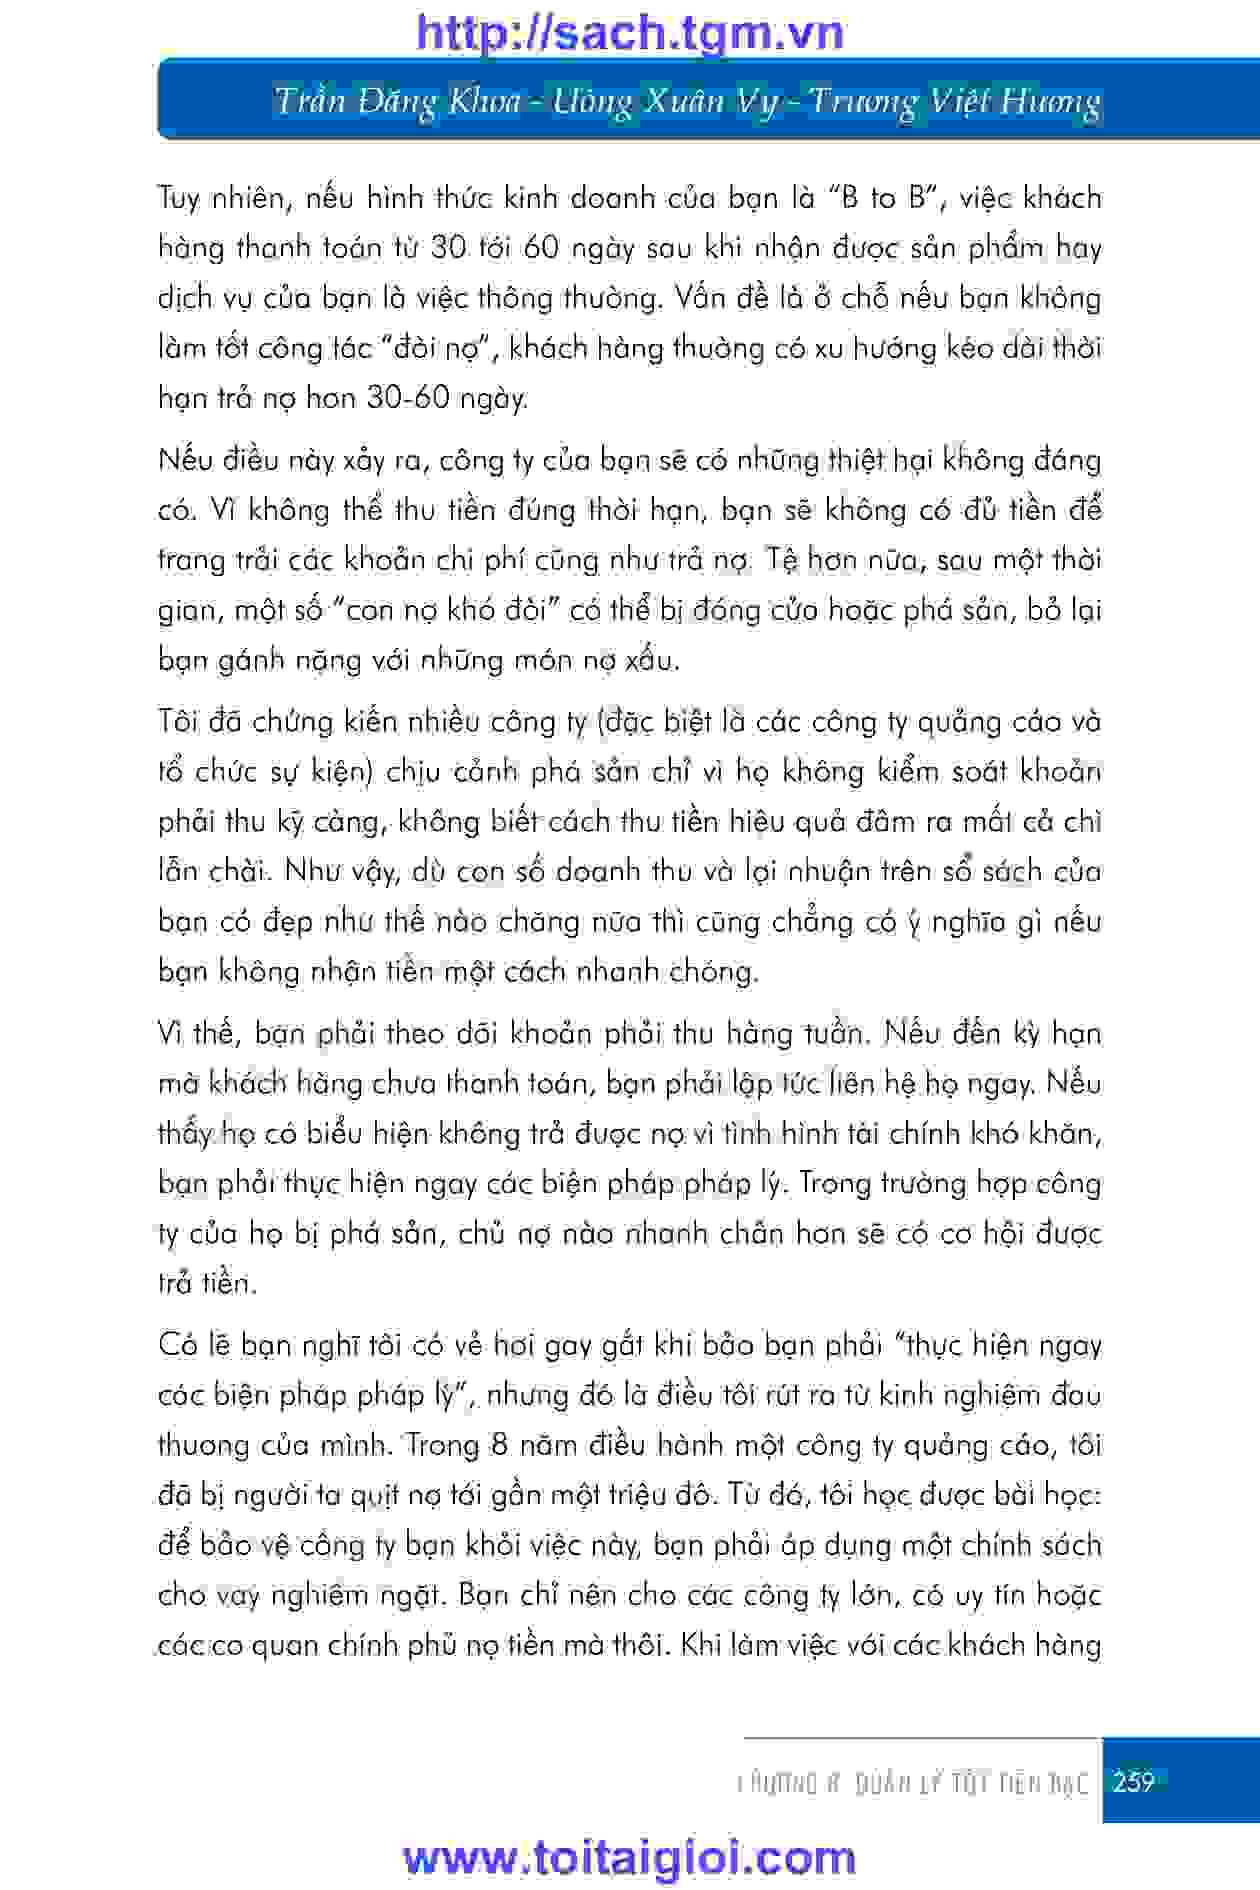 http://sach.tgm.vn
Trần Đăng Khoa - Uông Xuân Vy - Trương Việt Hương
Tuy nhiên, nếu hình thức kinh doanh của bạn là “B to B”, việc khách
hàng thanh toán từ 30 tới 60 ngày sau khi nhận được sản phẩm hay
dịch vụ của bạn là việc thông thường. Vấn đề là ở chỗ nếu bạn không
làm tốt công tác “đòi nợ”, khách hàng thường có xu hướng kéo dài thời
hạn trả nợ hơn 30-60 ngày.
Nếu điều này xảy ra, công ty của bạn sẽ có những thiệt hại không đáng
có. Vì không thể thu tiền đúng thời hạn, bạn sẽ không có đủ tiền để
trang trải các khoản chi phí cũng như trả nợ. Tệ hơn nữa, sau một thời
gian, một số “con nợ khó đòi” có thể bị đóng cửa hoặc phá sản, bỏ lại
bạn gánh nặng với những món nợ xấu.
Tôi đã chứng kiến nhiều công ty (đặc biệt là các công ty quảng cáo và
tổ chức sự kiện) chịu cảnh phá sản chỉ vì họ không kiểm soát khoản
phải thu kỹ càng, không biết cách thu tiền hiệu quả đâm ra mất cả chì
lẫn chài. Như vậy, dù con số doanh thu và lợi nhuận trên sổ sách của
bạn có đẹp như thế nào chăng nữa thì cũng chẳng có ý nghĩa gì nếu
bạn không nhận tiền một cách nhanh chóng.
Vì thế, bạn phải theo dõi khoản phải thu hàng tuần. Nếu đến kỳ hạn
mà khách hàng chưa thanh toán, bạn phải lập tức liên hệ họ ngay. Nếu
thấy họ có biểu hiện không trả được nợ vì tình hình tài chính khó khăn,
bạn phải thực hiện ngay các biện pháp pháp lý. Trong trường hợp công
ty của họ bị phá sản, chủ nợ nào nhanh chân hơn sẽ có cơ hội được
trả tiền.
Có lẽ bạn nghĩ tôi có vẻ hơi gay gắt khi bảo bạn phải “thực hiện ngay
các biện pháp pháp lý”, nhưng đó là điều tôi rút ra từ kinh nghiệm đau
thương của mình. Trong 8 năm điều hành một công ty quảng cáo, tôi
đã bị người ta quịt nợ tới gần một triệu đô. Từ đó, tôi học được bài học:
để bảo vệ công ty bạn khỏi việc này, bạn phải áp dụng một chính sách
cho vay nghiêm ngặt. Bạn chỉ nên cho các công ty lớn, có uy tín hoặc
các cơ quan chính phủ nợ tiền mà thôi. Khi làm việc với các khách hàng
CHƯƠNG 8: QUẢN LÝ TỐT TIỀN BẠC 259
www.toitaigioi.com